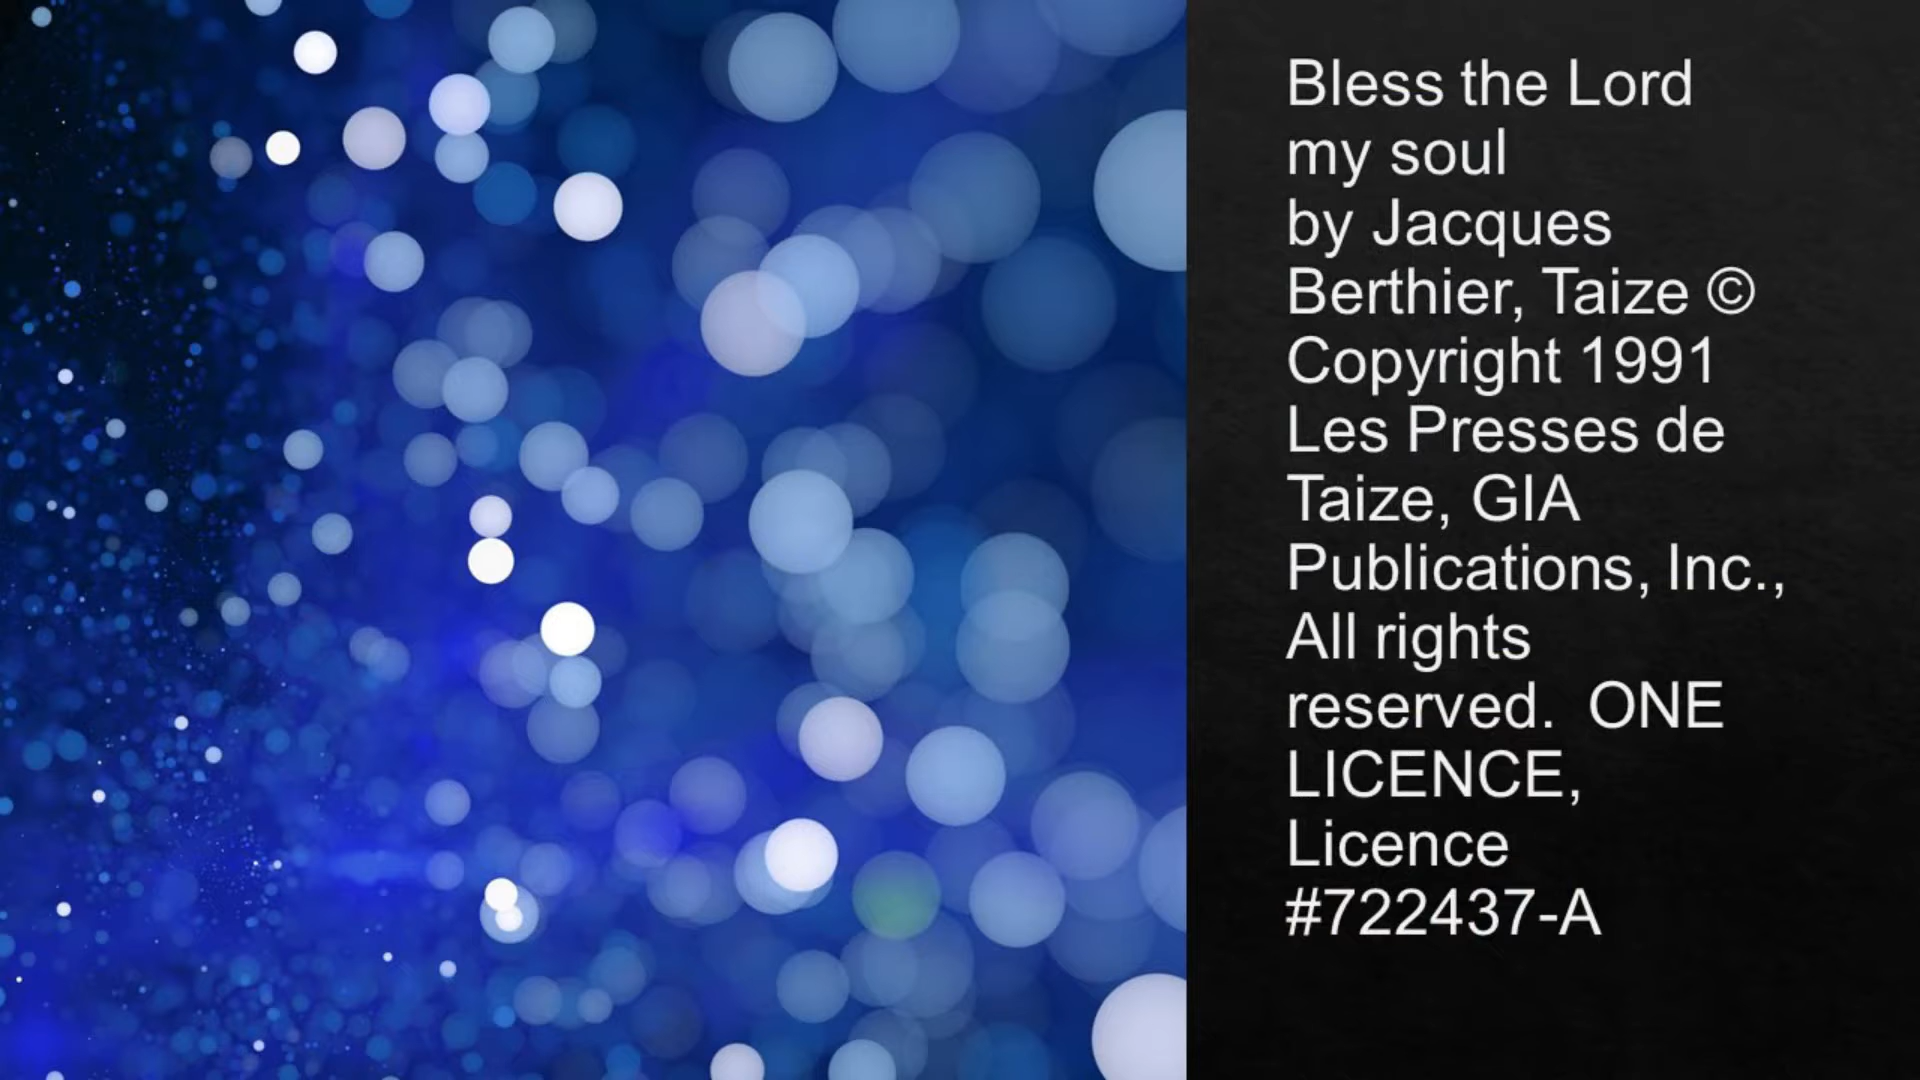 Bless the Lord
my soul
by Jacques
Berthier, Taize ©
Copyright 1991
Les Presses de
Taize, GIA
Publications, Inc.,
All rights
reserved.  ONE
LICENCE,
Licence
#722437-A